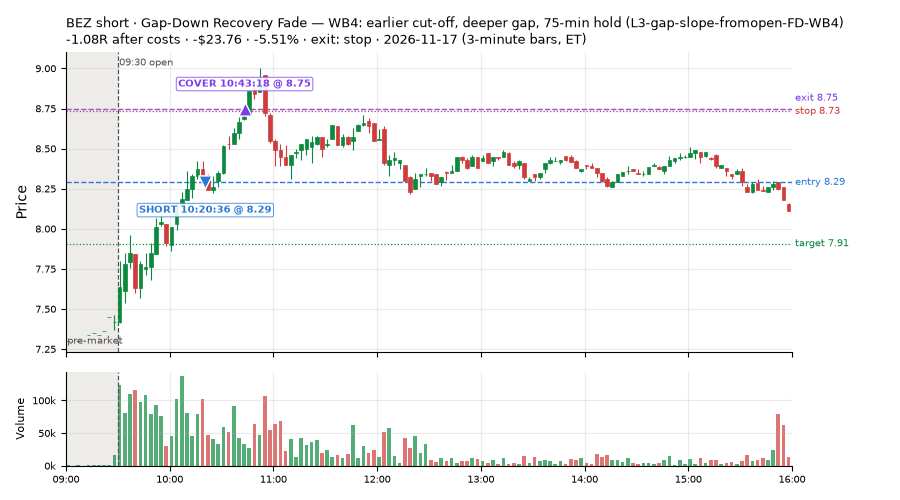 BEZ short · Gap-Down Recovery Fade — WB4: earlier cut-off, deeper gap, 75-min hold (L3-gap-slope-fromopen-FD-WB4)
-1.08R after costs · -$23.76 · -5.51% · exit: stop · 2026-11-17 (3-minute bars, ET)
09:30 open
9.00
COVER 10:43:18 @ 8.75
exit 8.75
8.75
stop 8.73
8.50
8.25
entry 8.29
SHORT 10:20:36 @ 8.29
Price
8.00
target 7.91
7.75
7.50
pre-market
7.25
Volume
100k
50k
0k
09:00 10:00 11:00 12:00 13:00 14:00 15:00 16:00